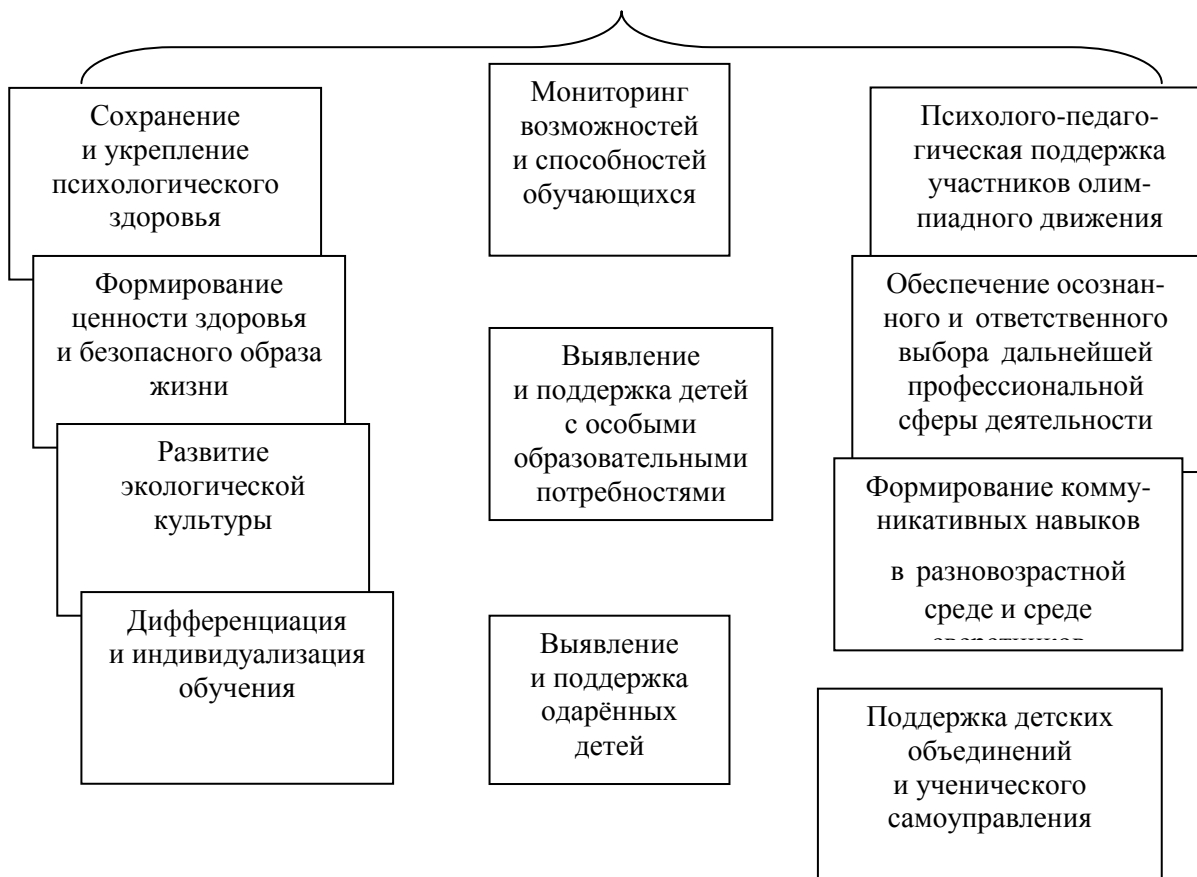 Сохранение
и укрепление
психологического
здоровья
Формирование
ценности здоровья
и безопасного образа
жизни
Развитие
экологической
культуры
Дифференциация
и индивидуализация
обучения
Мониторинг
возможностей
и способностей
обучающихся
Выявление
и поддержка детей
с особыми
образовательными
потребностями
Выявление
и поддержка
одарённых
детей
Психолого-педаго-
гическая поддержка
участников олим-
пиадного движения
Обеспечение осознан-
ного и ответственного
выбора дальнейшей
профессиональной
сферы деятельности
Формирование комму-
никативных навыков
в разновозрастной
среде и среде
Поддержка детских
объединений
и ученического
самоуправления